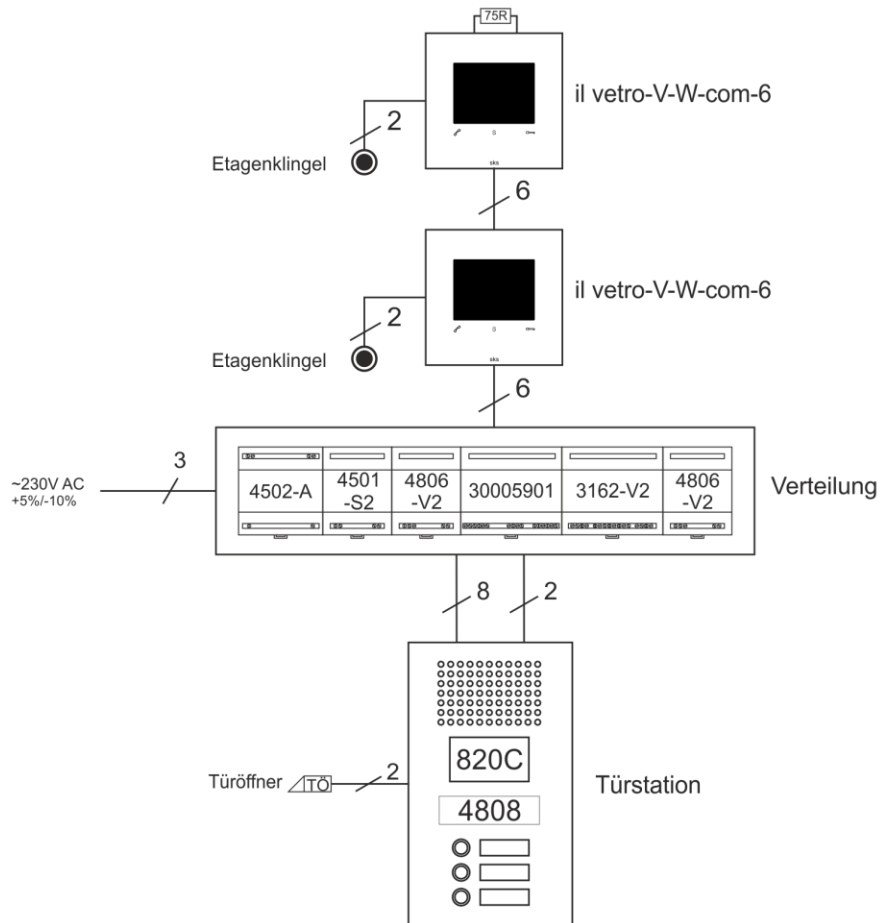 75R
il vetro-V-W-com-6
2
Etagenklingel
sks
6
il vetro-V-W-com-6
2
Etagenklingel
sks
6
3
~230V AC
+5%/-10%
4502-A
4501
-S2
4806
-V2
30005901
3162-V2
4806
-V2
Verteilung
8
2
820C
Türöffner
TÖ
2
Türstation
4808